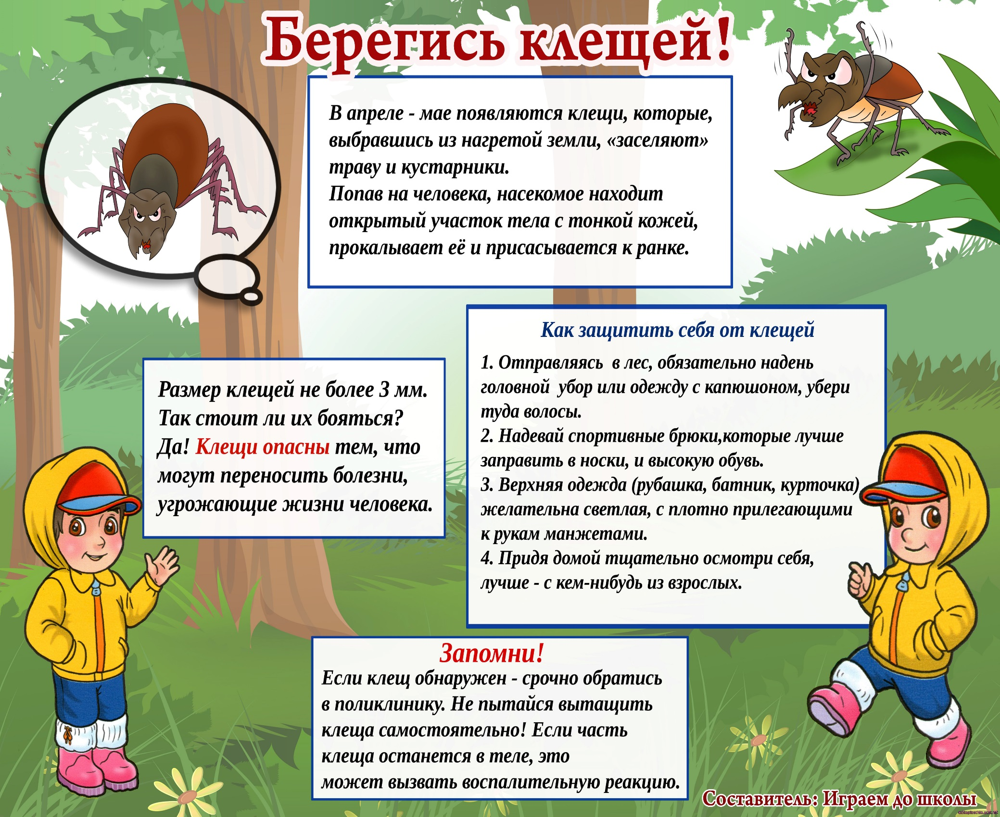 Берегись клещей!
В апреле - мае появляются клещи, которые,
выбравшись из нагретой земли, «заселяют»
траву и кустарники.
Попав на человека, насекомое находит
открытый участок тела с тонкой кожей,
прокалывает её и присасывается к ранке.
Размер клещей не более 3 мм.
Так стоит ли их бояться?
Да! Клещи опасны тем, что
могут переносить болезни,
угрожающие жизни человека.
Как защитить себя от клещей
1. Отправляясь в лес, обязательно надень
головной убор или одежду с капюшоном, убери
туда волосы.
2. Надевай спортивные брюки,которые лучше
заправить в носки, и высокую обувь.
3. Верхняя одежда (рубашка, батник, курточка)
желательна светлая, с плотно прилегающими
к рукам манжетами.
4. Придя домой тщательно осмотри себя,
лучше - с кем-нибудь из взрослых.
Запомни!
Если клещ обнаружен - срочно обратись
в поликлинику. Не пытайся вытащить
клеща самостоятельно! Если часть
клеща останется в теле, это
может вызвать воспалительную реакцию.
Составитель: Играем до школы